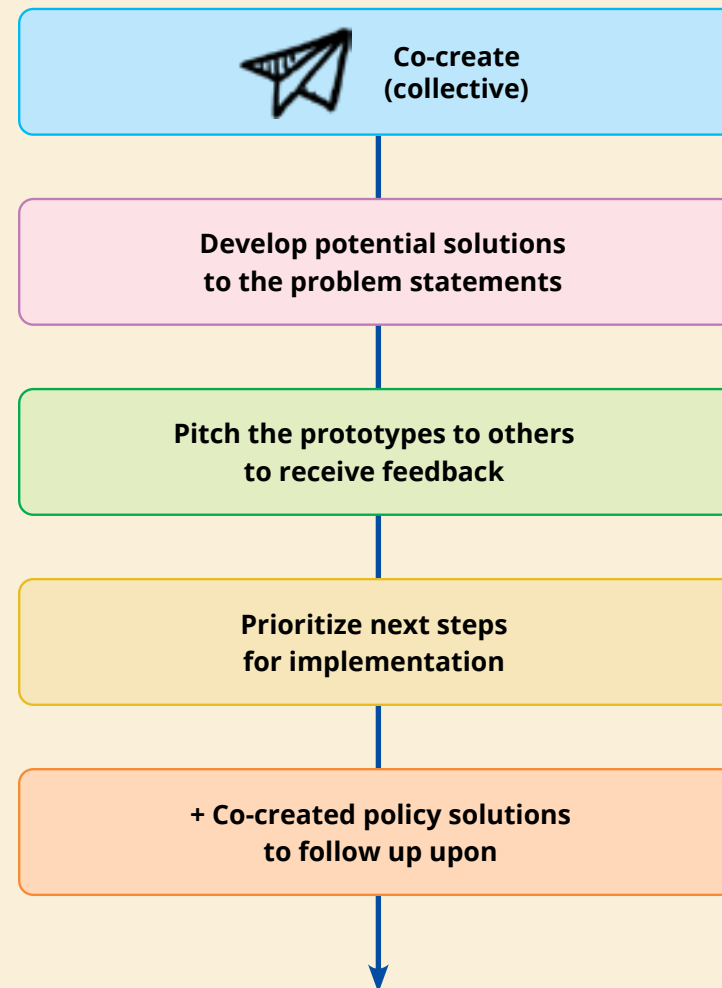 Co-create
(collective)
Develop potential solutions
to the problem statements
Pitch the prototypes to others
to receive feedback
Prioritize next steps
for implementation
+ Co-created policy solutions
to follow up upon